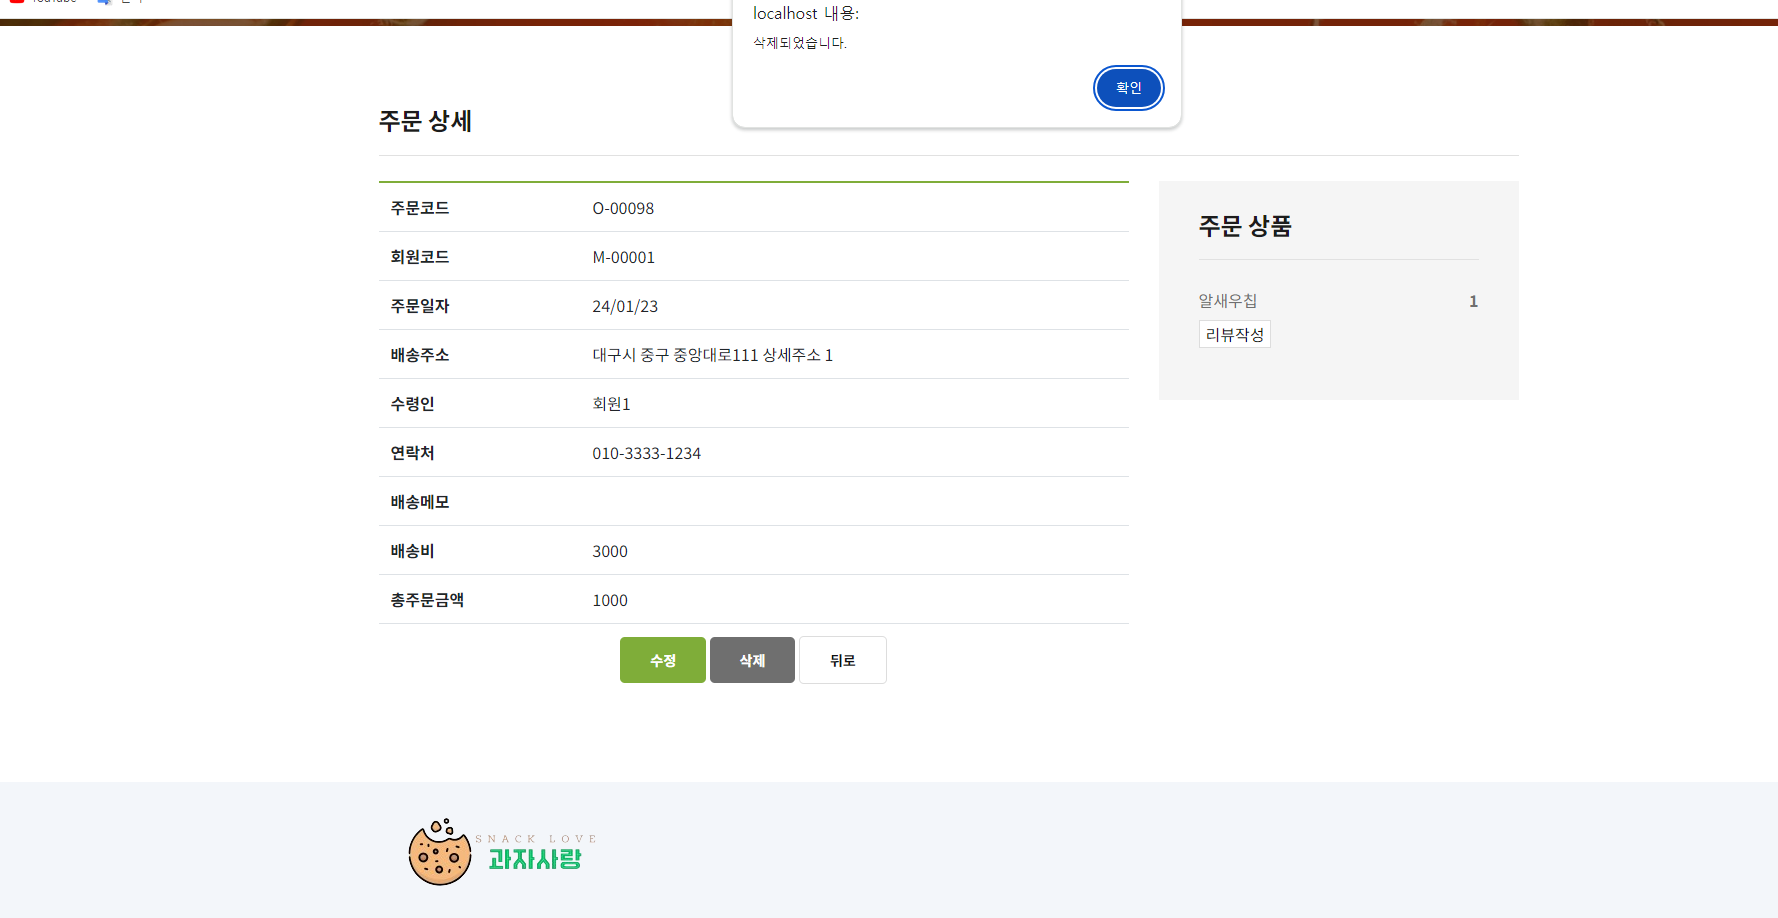 YouTube
localhost 내용:
삭제되었습니다.
확인
주문 상세
주문코드 O-00098
회원코드 M-00001
주문일자 24/01/23
배송주소 대구시 중구 중앙대로111 상세주소 1
수령인 회원1
연락처 010-3333-1234
배송메모
배송비 3000
총주문금액 1000
수정 삭제 뒤로
주문 상품
알새우칩 1
리뷰작성
SNACK LOVE
과자사랑